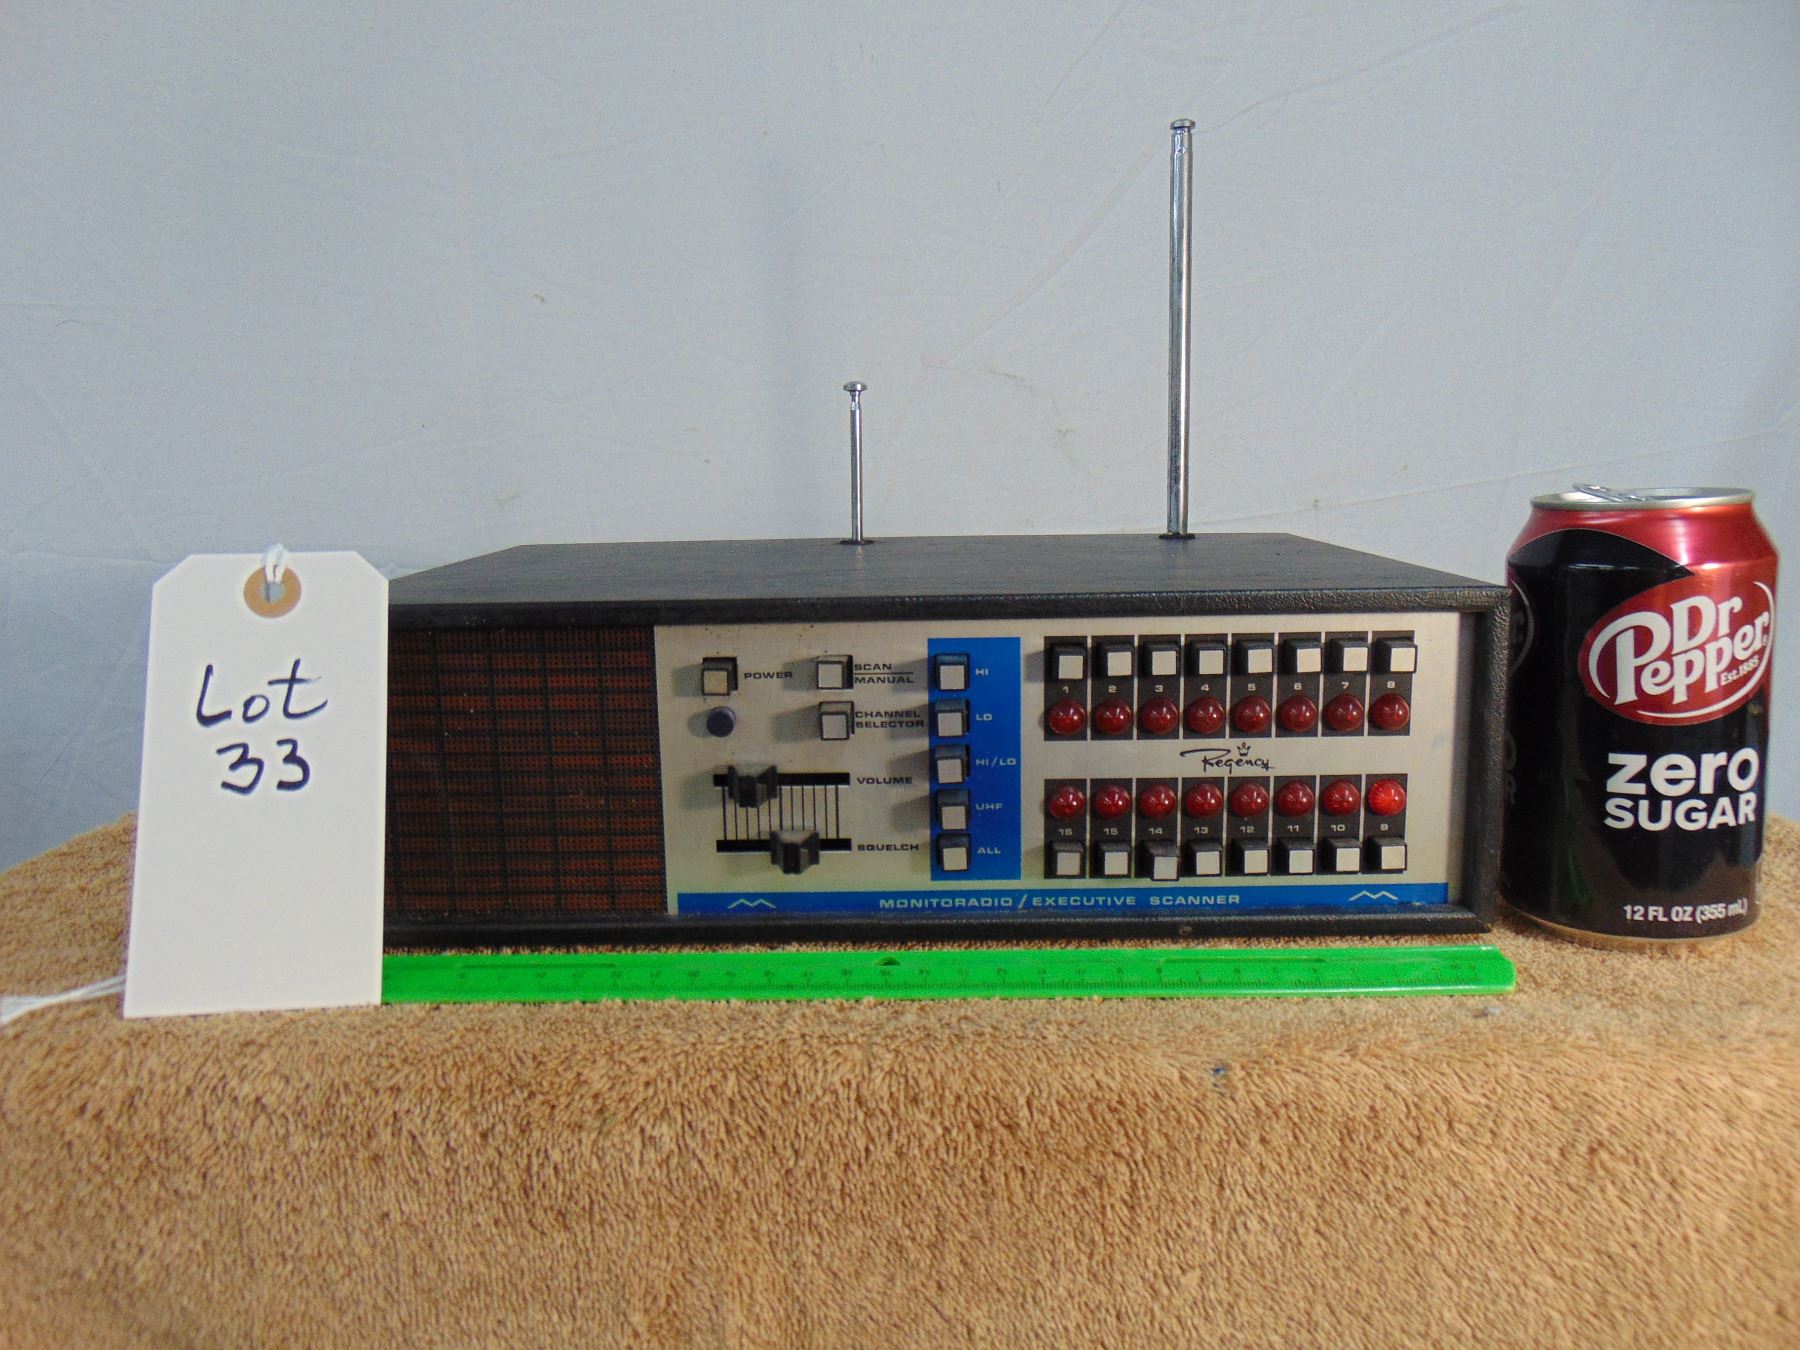 Lot
33
POWER
SCAN
MANUAL
CHANNEL
SELECTOR
VOLUME
SQUELCH
HI
LO
HI/LO
UHF
ALL
1 2 3 4 5 6 7 8
Regency
16 15 14 13 12 11 10 9
MONITORADIO/EXECUTIVE SCANNER
Dr
Pepper
Est. 1885
zero
SUGAR
12 FL OZ (355 mL)